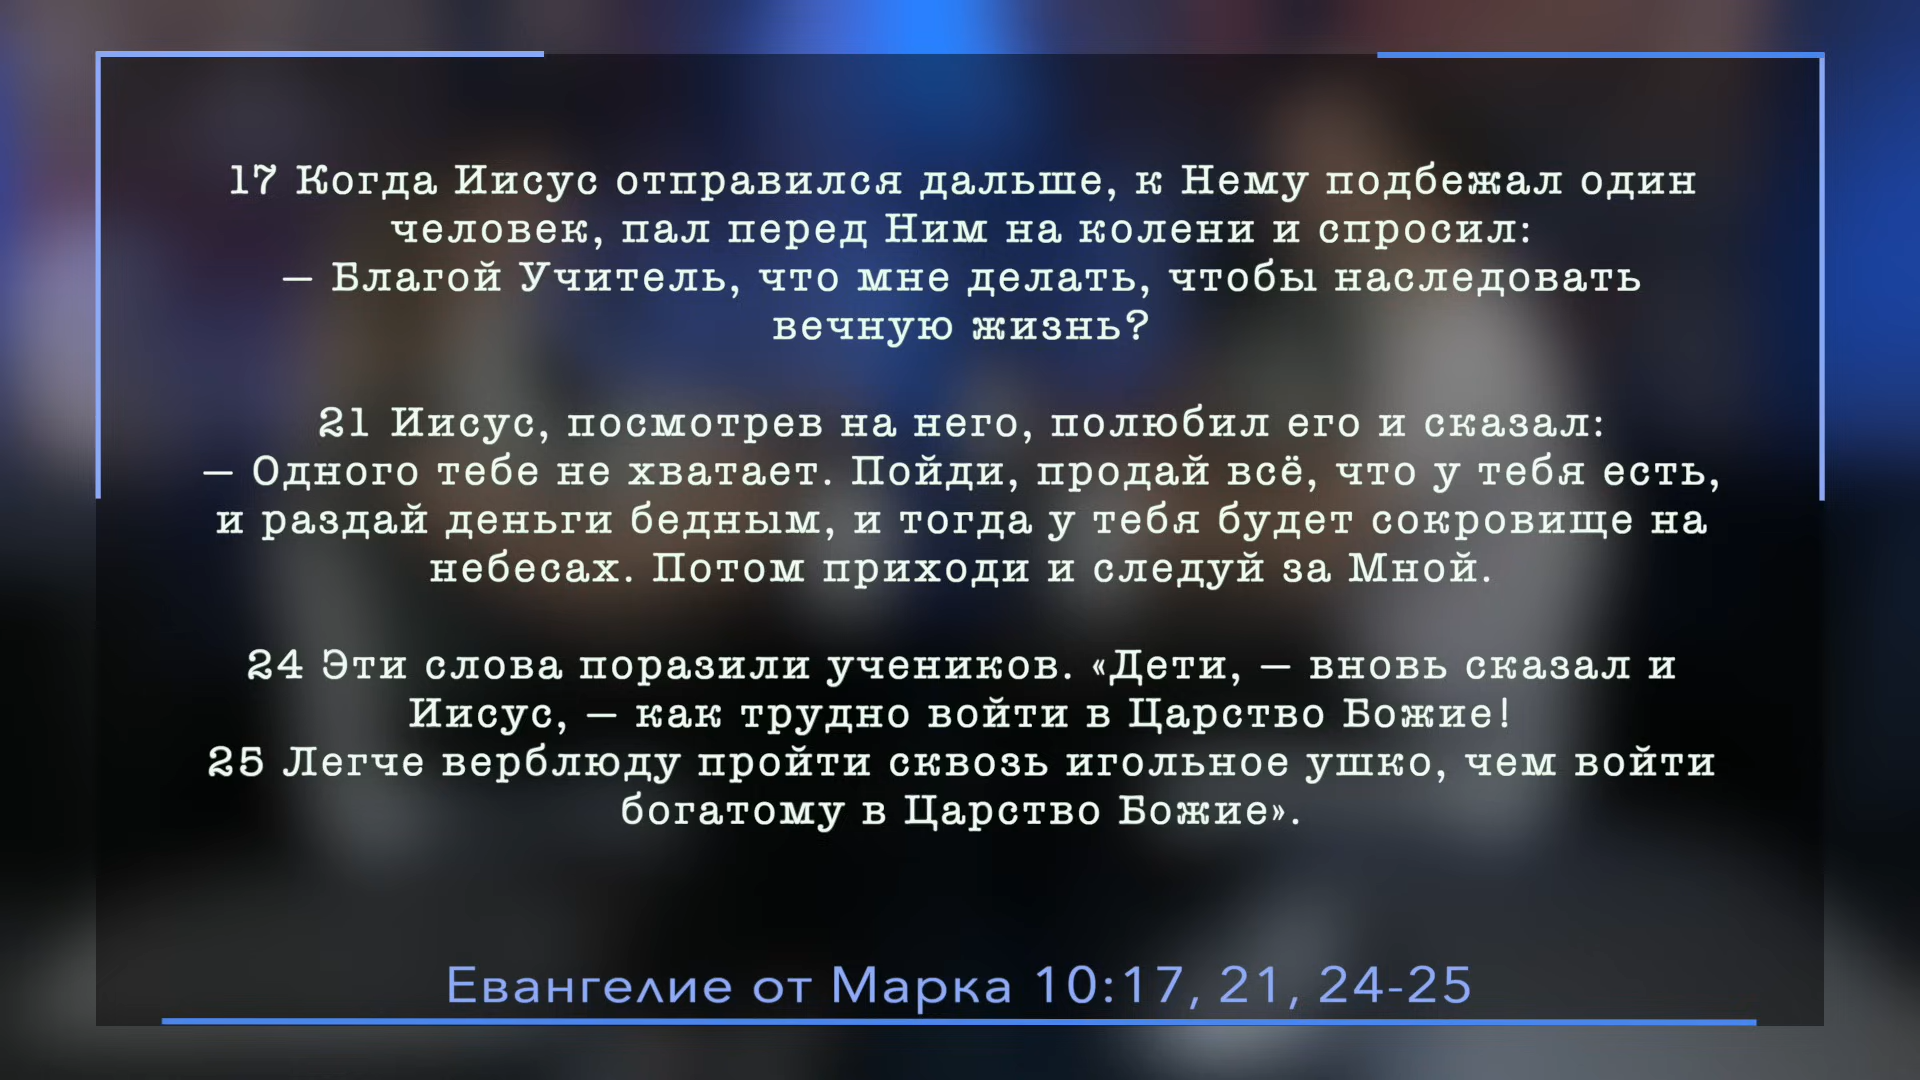 17 Когда Иисус отправился дальше, к Нему подбежал один
человек, пал перед Ним на колени и спросил:
— Благой Учитель, что мне делать, чтобы наследовать
вечную жизнь?
21 Иисус, посмотрев на него, полюбил его и сказал:
— Одного тебе не хватает. Пойди, продай всё, что у тебя есть,
и раздай деньги бедным, и тогда у тебя будет сокровище на
небесах. Потом приходи и следуй за Мной.
24 Эти слова поразили учеников. «Дети, — вновь сказал и
Иисус, — как трудно войти в Царство Божие!
25 Легче верблюду пройти сквозь игольное ушко, чем войти
богатому в Царство Божие».
Евангелие от Марка 10:17, 21, 24-25